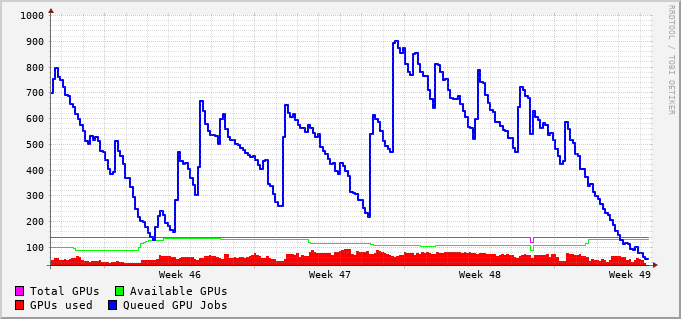 1000
900
800
700
600
500
400
300
200
100
Week 46 Week 47 Week 48 Week 49
Total GPUs Available GPUs
GPUs used Queued GPU Jobs
RRDTOOL / TOBI OETIKER